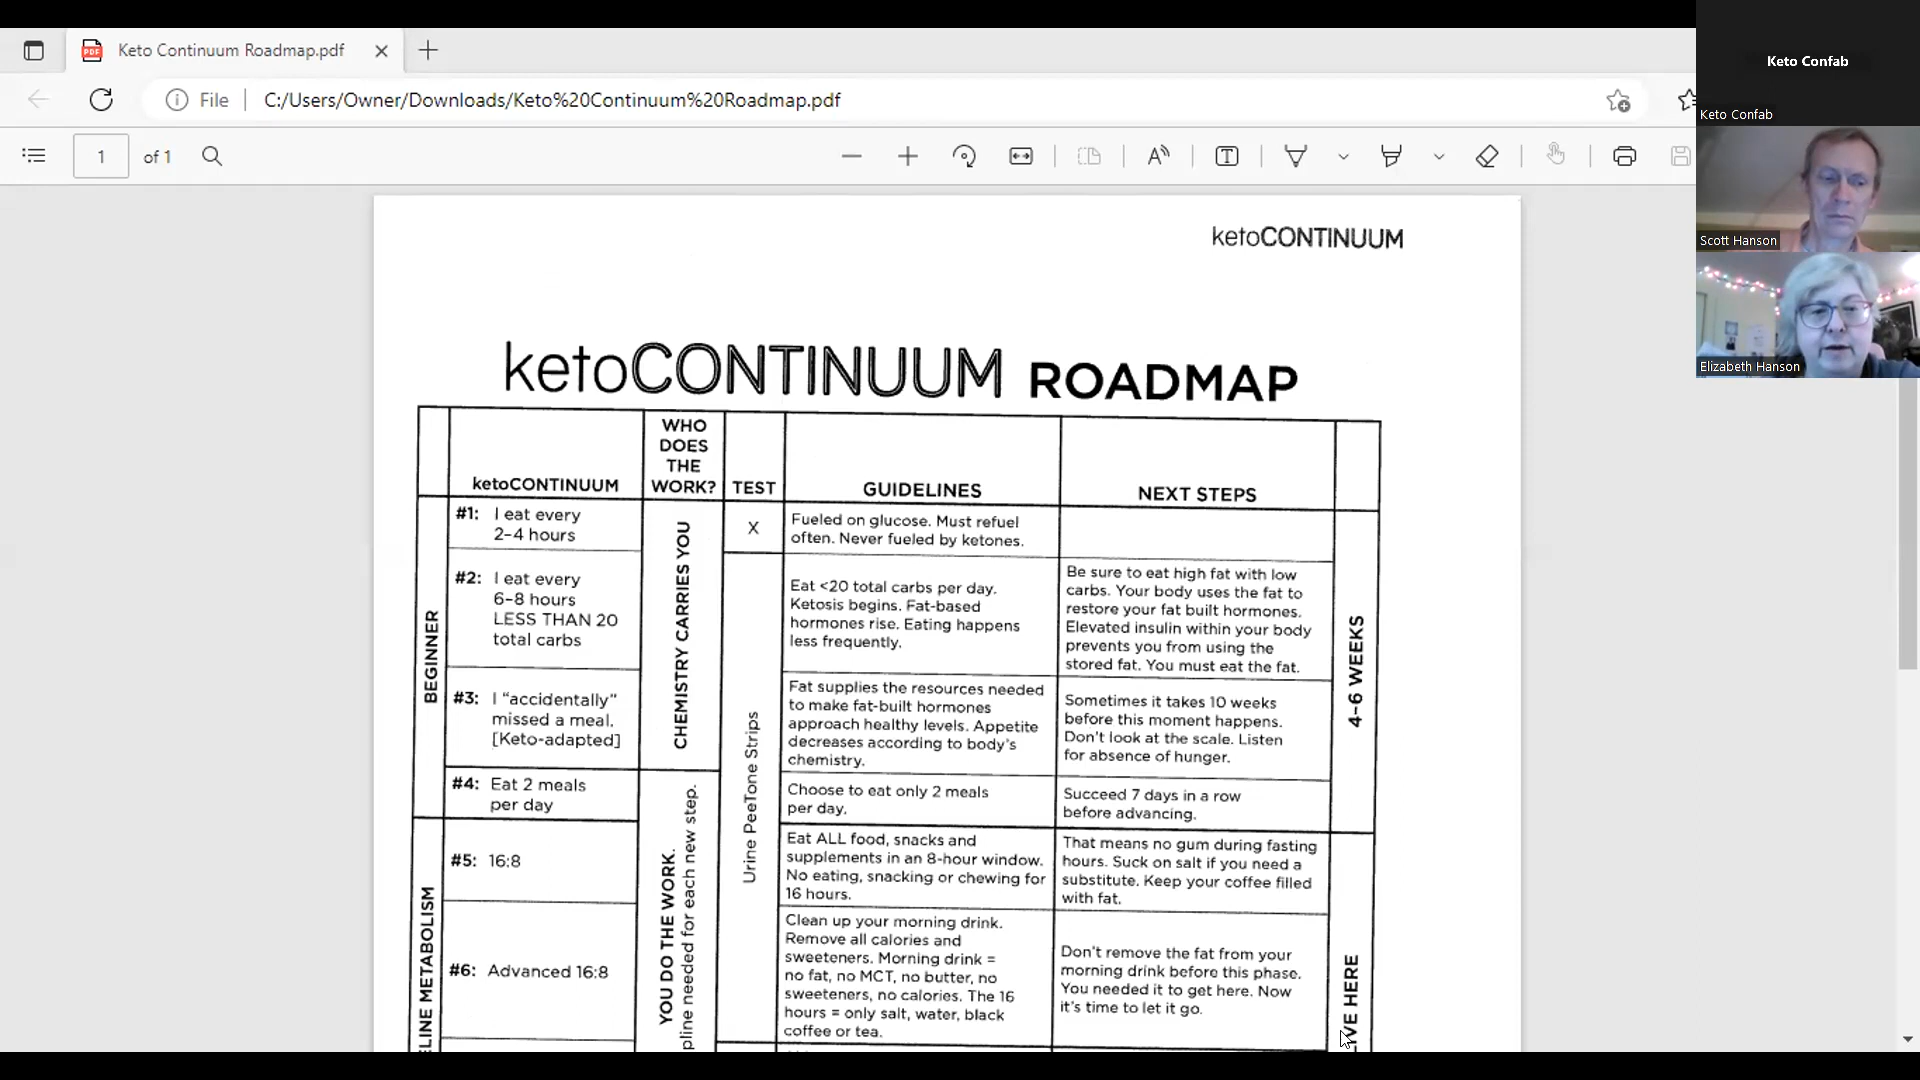 Keto Continuum Roadmap.pdf
File
C:/Users/Owner/Downloads/Keto%20Continuum%20Roadmap.pdf
1
of 1
Keto Confab
Keto Confab
Scott Hanson
Elizabeth Hanson
ketoCONTINUUM
ketoCONTINUUM ROADMAP
ketoCONTINUUM
WHO
DOES
THE
WORK?
TEST
GUIDELINES
NEXT STEPS
BEGINNER
#1: I eat every
2–4 hours
CHEMISTRY CARRIES YOU
X
Fueled on glucose. Must refuel
often. Never fueled by ketones.
4–6 WEEKS
#2: I eat every
6–8 hours
LESS THAN 20
total carbs
Urine PeeTone Strips
Eat <20 total carbs per day.
Ketosis begins. Fat-based
hormones rise. Eating happens
less frequently.
Be sure to eat high fat with low
carbs. Your body uses the fat to
restore your fat built hormones.
Elevated insulin within your body
prevents you from using the
stored fat. You must eat the fat.
#3: I “accidentally”
missed a meal.
[Keto-adapted]
Fat supplies the resources needed
to make fat-built hormones
approach healthy levels. Appetite
decreases according to body's
chemistry.
Sometimes it takes 10 weeks
before this moment happens.
Don't look at the scale. Listen
for absence of hunger.
#4: Eat 2 meals
per day
YOU DO THE WORK.
needed for each new step.
Choose to eat only 2 meals
per day.
Succeed 7 days in a row
before advancing.
METABOLISM
#5: 16:8
Eat ALL food, snacks and
supplements in an 8-hour window.
No eating, snacking or chewing for
16 hours.
That means no gum during fasting
hours. Suck on salt if you need a
substitute. Keep your coffee filled
with fat.
HERE
#6: Advanced 16:8
Clean up your morning drink.
Remove all calories and
sweeteners. Morning drink =
no fat, no MCT, no butter, no
sweeteners, no calories. The 16
hours = only salt, water, black
coffee or tea.
Don't remove the fat from your
morning drink before this phase.
You needed it to get here. Now
it's time to let it go.